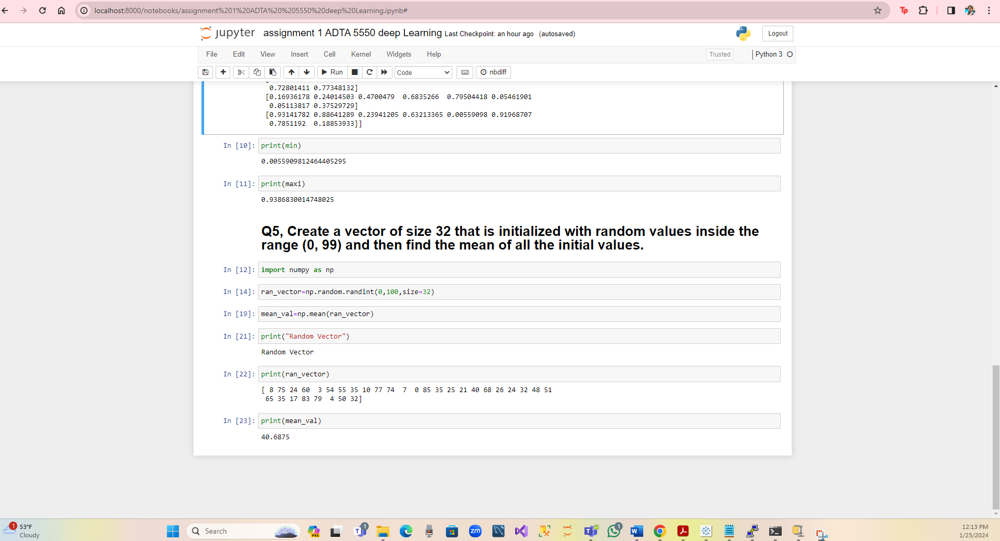 localhost:8000/notebooks/assignment%201%20ADTA%20%205550%20deep%20Learning.ipynb#
Tp
jupyter assignment 1 ADTA 5550 deep Learning Last Checkpoint: an hour ago (autosaved)
Logout
File Edit View Insert Cell Kernel Widgets Help
Trusted Python 3
Run Code nbdiff
0.72801411 0.77348132]
[0.16936178 0.24014503 0.4700479 0.6835266 0.79504418 0.05461901
0.05113817 0.37529729]
[0.93141782 0.88641289 0.23941205 0.63213365 0.00559098 0.91968707
0.7851192 0.18853933]]
In [10]: print(min)
0.0055909812464405295
In [11]: print(maxi)
0.9386830014748025
Q5, Create a vector of size 32 that is initialized with random values inside the
range (0, 99) and then find the mean of all the initial values.
In [12]: import numpy as np
In [14]: ran_vector=np.random.randint(0,100,size=32)
In [19]: mean_val=np.mean(ran_vector)
In [21]: print("Random Vector")
Random Vector
In [22]: print(ran_vector)
[ 8 75 24 60 3 54 55 35 10 77 74 7 0 85 35 25 21 40 68 26 24 32 48 51
65 35 17 83 79 4 50 32]
In [23]: print(mean_val)
40.6875
1
53°F
Cloudy
Search
PRE
1
zm
1
W
12:13 PM
1/25/2024